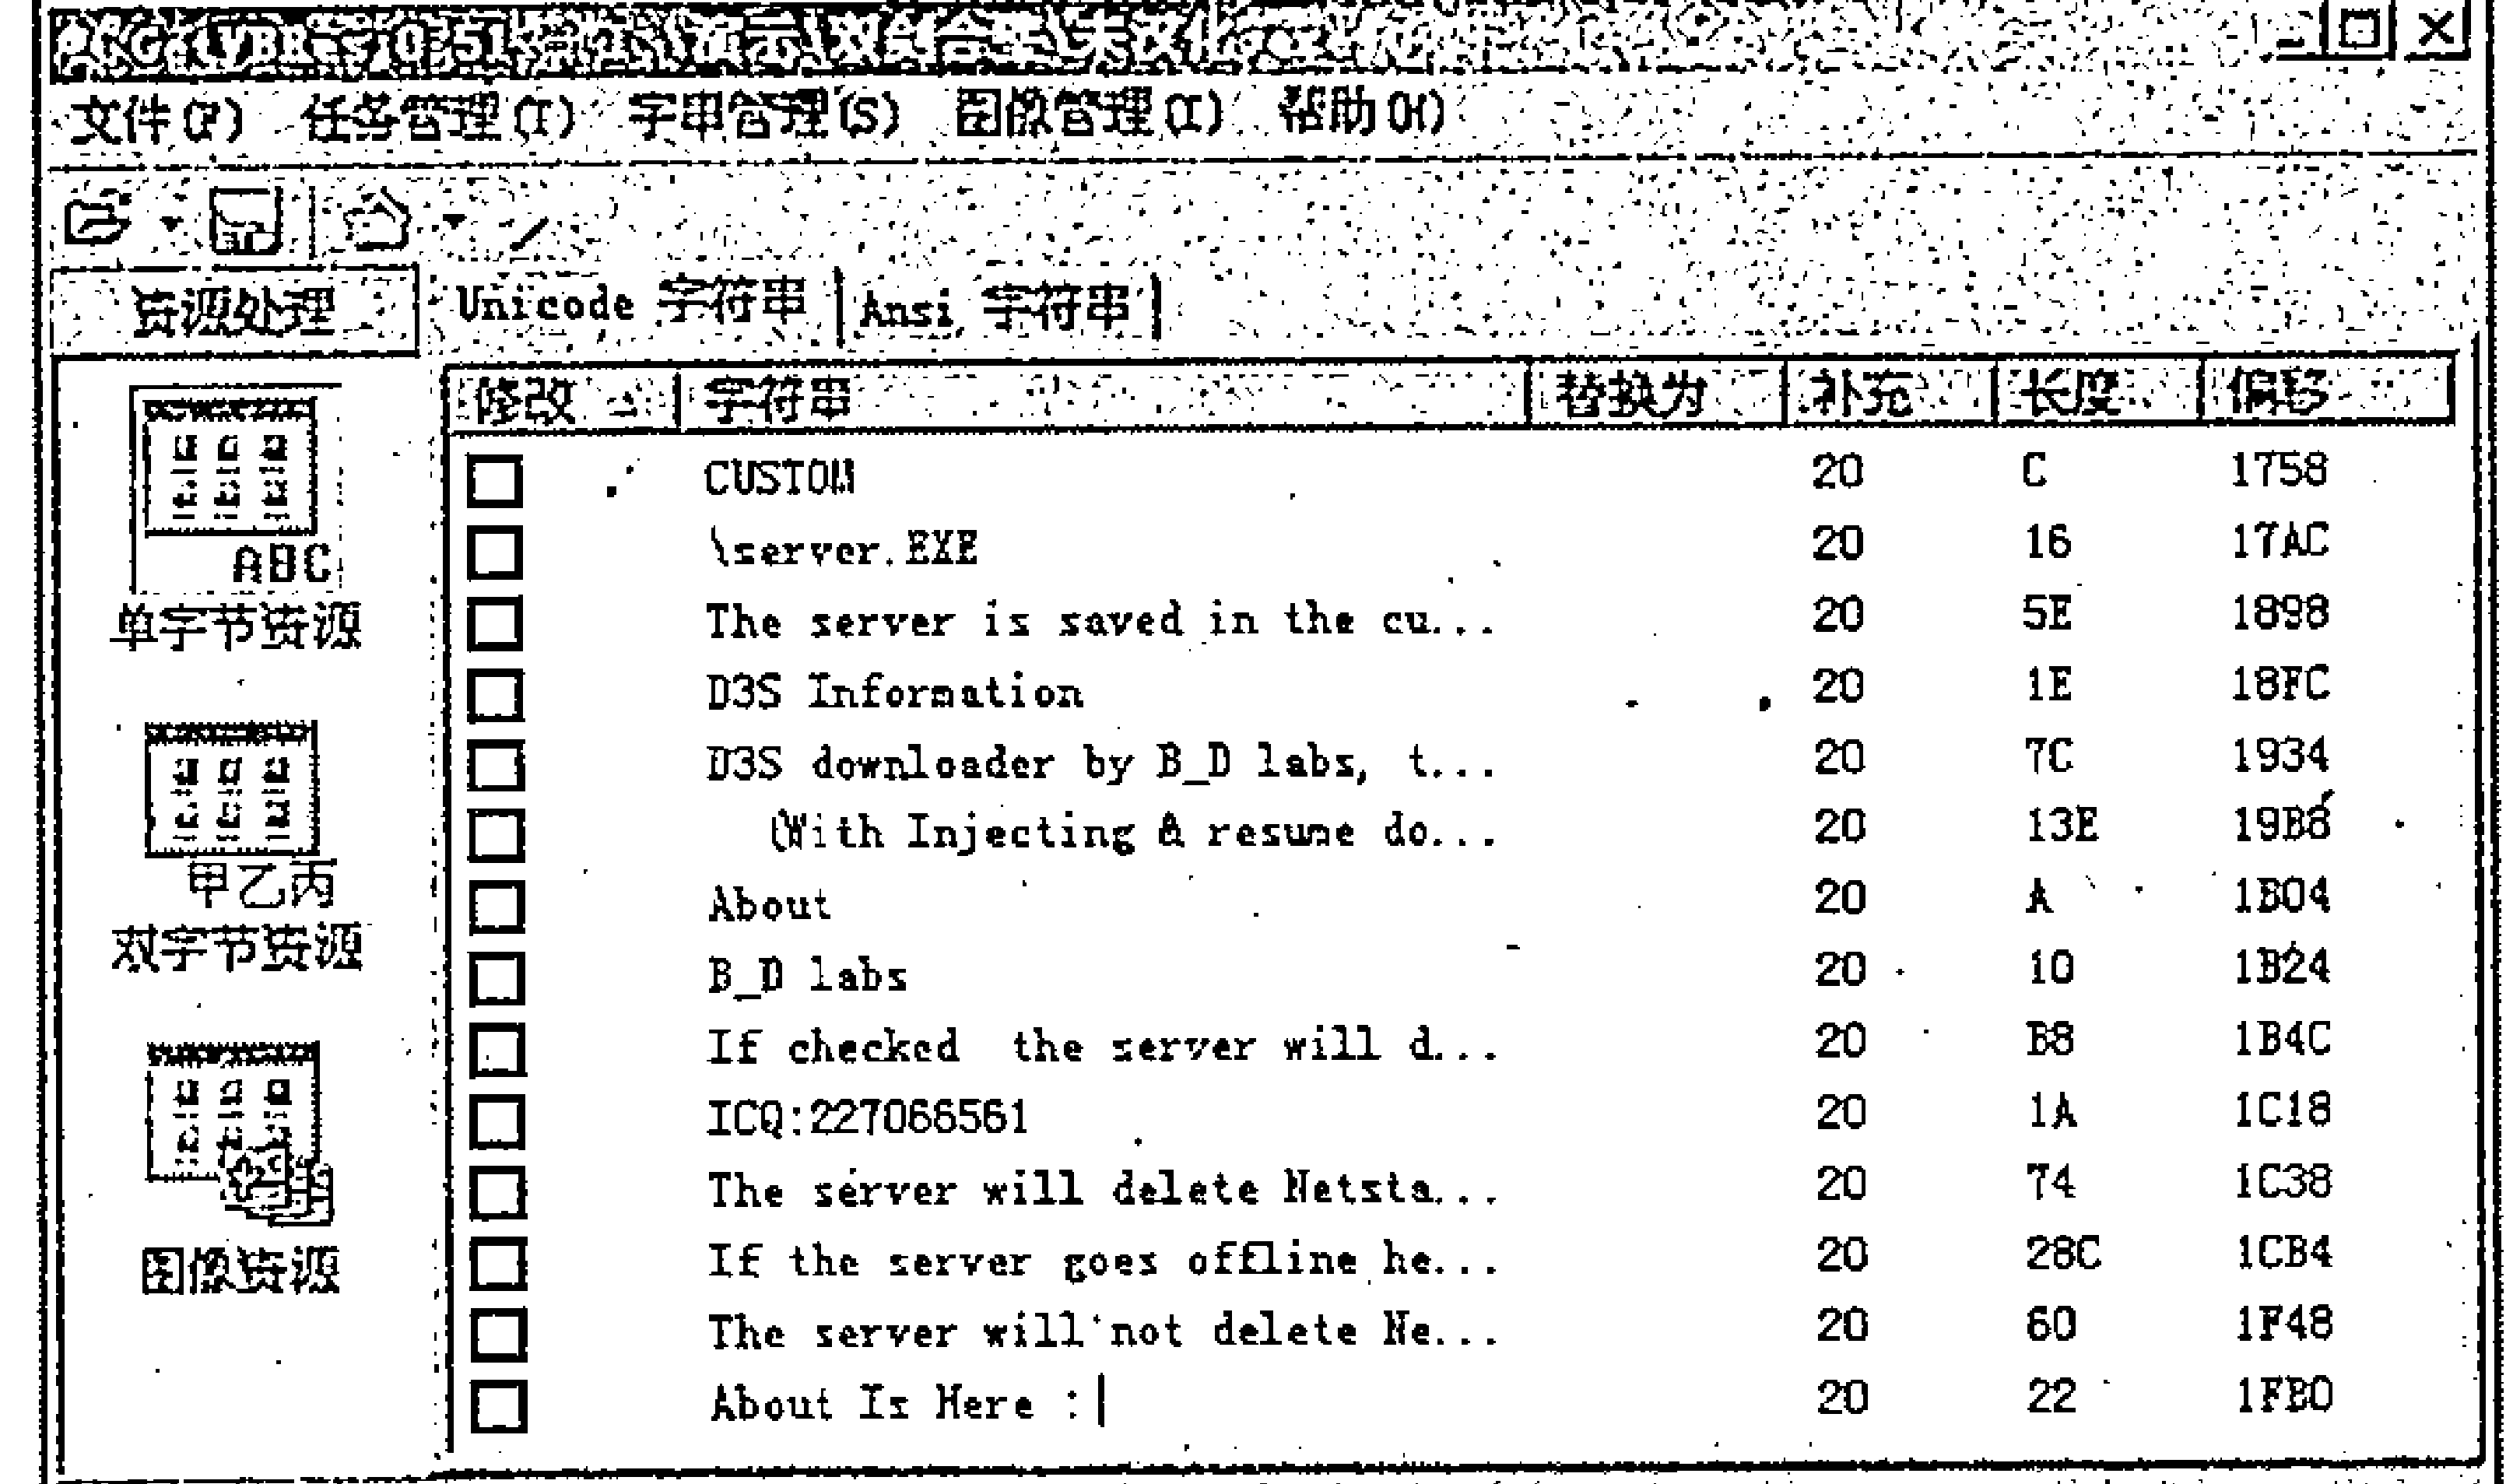 文件(F) 任务管理(T) 字串管理(S) 图像管理(I) 帮助(H)
资源处理 Unicode 字符串 Ansi 字符串
修改 字符串 替换为 补充 长度 偏移
CUSTOM 20 C 1758
\server.EXE 20 16 17AC
The server is saved in the cu... 20 5E 1898
D3S Information 20 1E 18FC
D3S downloader by B_D labs, t... 20 7C 1934
(With Injecting & resume do... 20 13E 19B8
About 20 A 1B04
B_D labs 20 10 1B24
If checked  the server will d... 20 B8 1B4C
ICQ:227066561 20 1A 1C18
The server will delete Netsta... 20 74 1C38
If the server goes offline he... 20 28C 1CB4
The server will not delete Ne... 20 60 1F48
About Is Here :| 20 22 1FB0
ABC
单字节资源
甲乙丙
双字节资源
图像资源